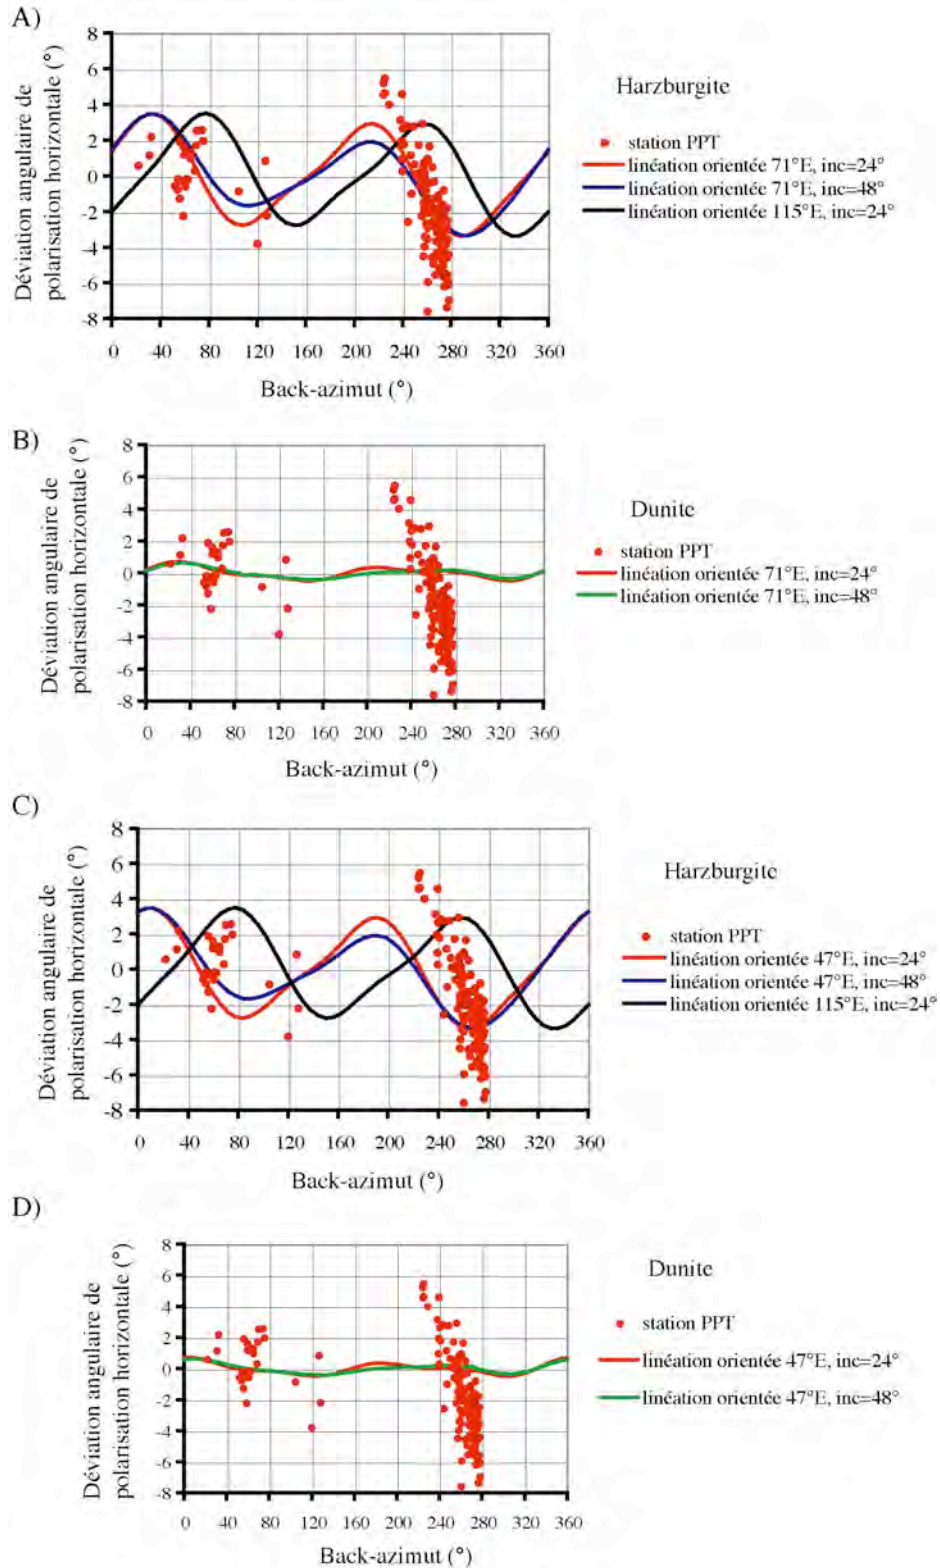 A)
Déviation angulaire de
polarisation horizontale (°)
8
6
4
2
0
-2
-4
-6
-8
0 40 80 120 160 200 240 280 320 360
Back-azimut (°)
Harzburgite
station PPT
linéation orientée 71°E, inc=24°
linéation orientée 71°E, inc=48°
linéation orientée 115°E, inc=24°
B)
Déviation angulaire de
polarisation horizontale (°)
8
6
4
2
0
-2
-4
-6
-8
0 40 80 120 160 200 240 280 320 360
Back-azimut (°)
Dunite
station PPT
linéation orientée 71°E, inc=24°
linéation orientée 71°E, inc=48°
C)
Déviation angulaire de
polarisation horizontale (°)
8
6
4
2
0
-2
-4
-6
-8
0 40 80 120 160 200 240 280 320 360
Back-azimut (°)
Harzburgite
station PPT
linéation orientée 47°E, inc=24°
linéation orientée 47°E, inc=48°
linéation orientée 115°E, inc=24°
D)
Déviation angulaire de
polarisation horizontale (°)
8
6
4
2
0
-2
-4
-6
-8
0 40 80 120 160 200 240 280 320 360
Back-azimut (°)
Dunite
station PPT
linéation orientée 47°E, inc=24°
linéation orientée 47°E, inc=48°